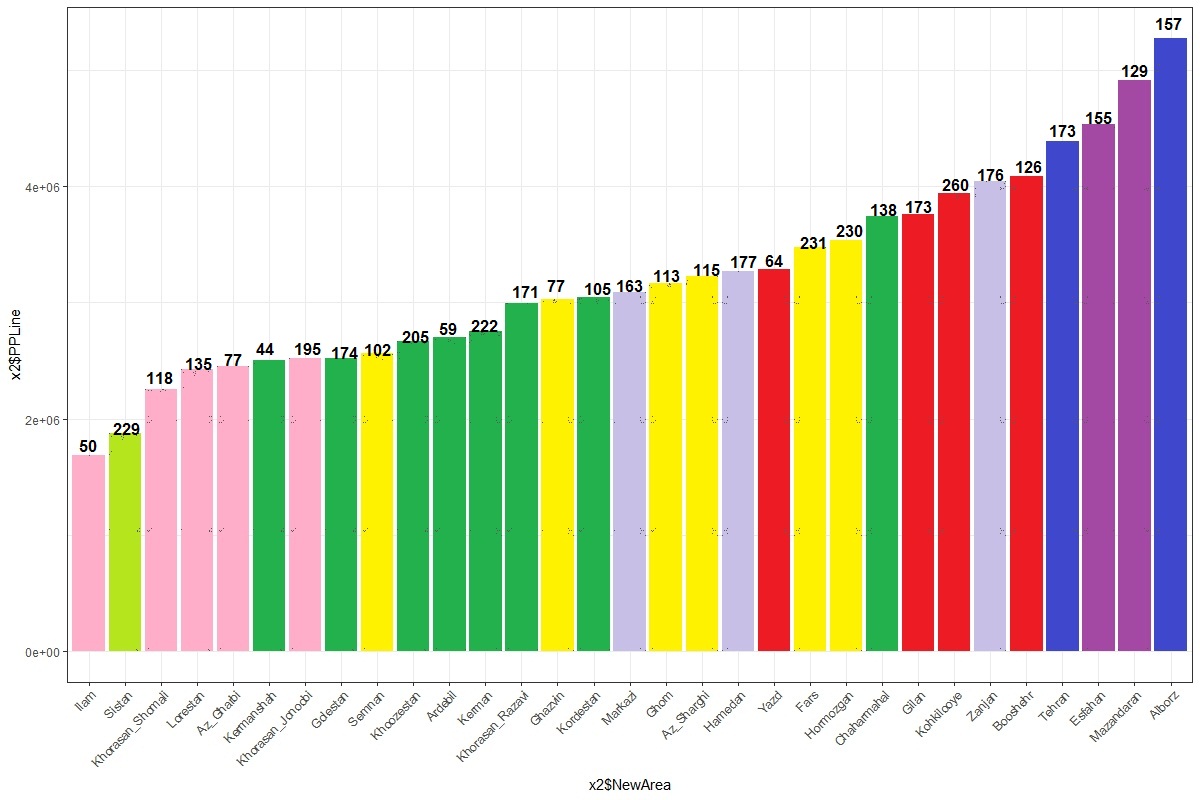 157
129
155
173
126
176
260
173
138
230
231
64
177
115
113
163
105
77
171
222
59
205
102
174
195
44
77
135
118
229
50
4e+06
2e+06
0e+00
x2$PPLine
Ilam
Sistan
Khorasan_Shomali
Lorestan
Az_Gharbi
Kermanshah
Khorasan_Jonoobi
Golestan
Semnan
Khoozestan
Ardebil
Kerman
Khorasan_Razavi
Ghazvin
Kordestan
Markazi
Ghom
Az_Sharghi
Hamedan
Yazd
Fars
Hormozgan
Chaharmahal
Gilan
Kohkilooye
Zanjan
Booshehr
Tehran
Esfahan
Mazandaran
Alborz
x2$NewArea